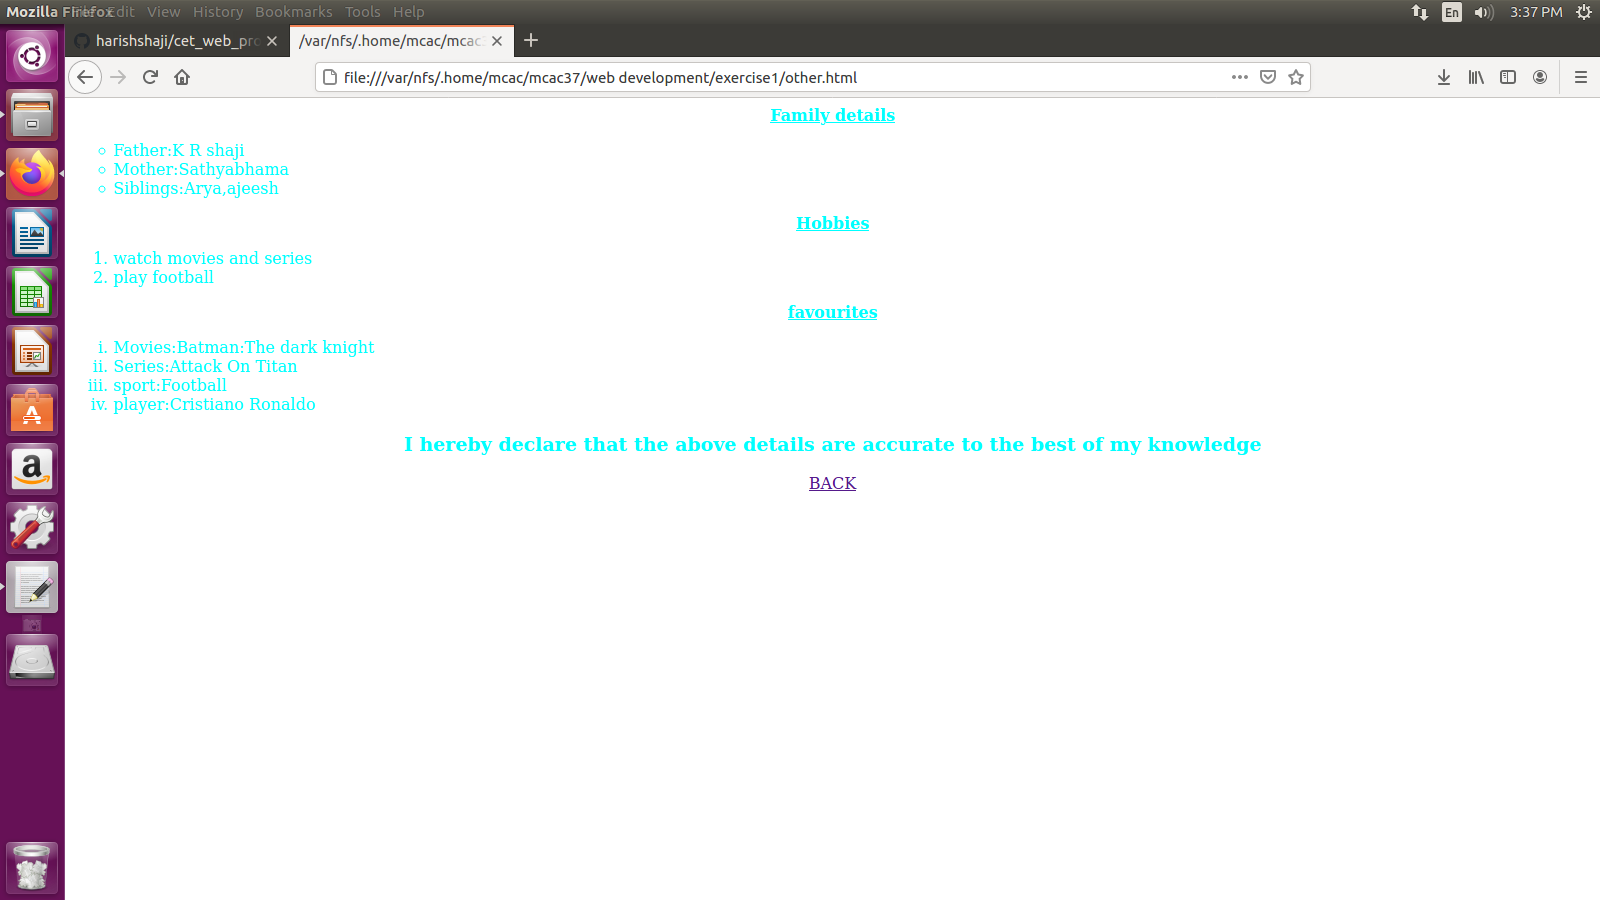 Mozilla Firefox File Edit View History Bookmarks Tools Help En 3:37 PM
harishshaji/cet_web_pro /var/nfs/.home/mcac/mcac3
file:///var/nfs/.home/mcac/mcac37/web development/exercise1/other.html
Family details
Father:K R shaji
Mother:Sathyabhama
Siblings:Arya,ajeesh
Hobbies
1. watch movies and series
2. play football
favourites
i. Movies:Batman:The dark knight
ii. Series:Attack On Titan
iii. sport:Football
iv. player:Cristiano Ronaldo
I hereby declare that the above details are accurate to the best of my knowledge
BACK